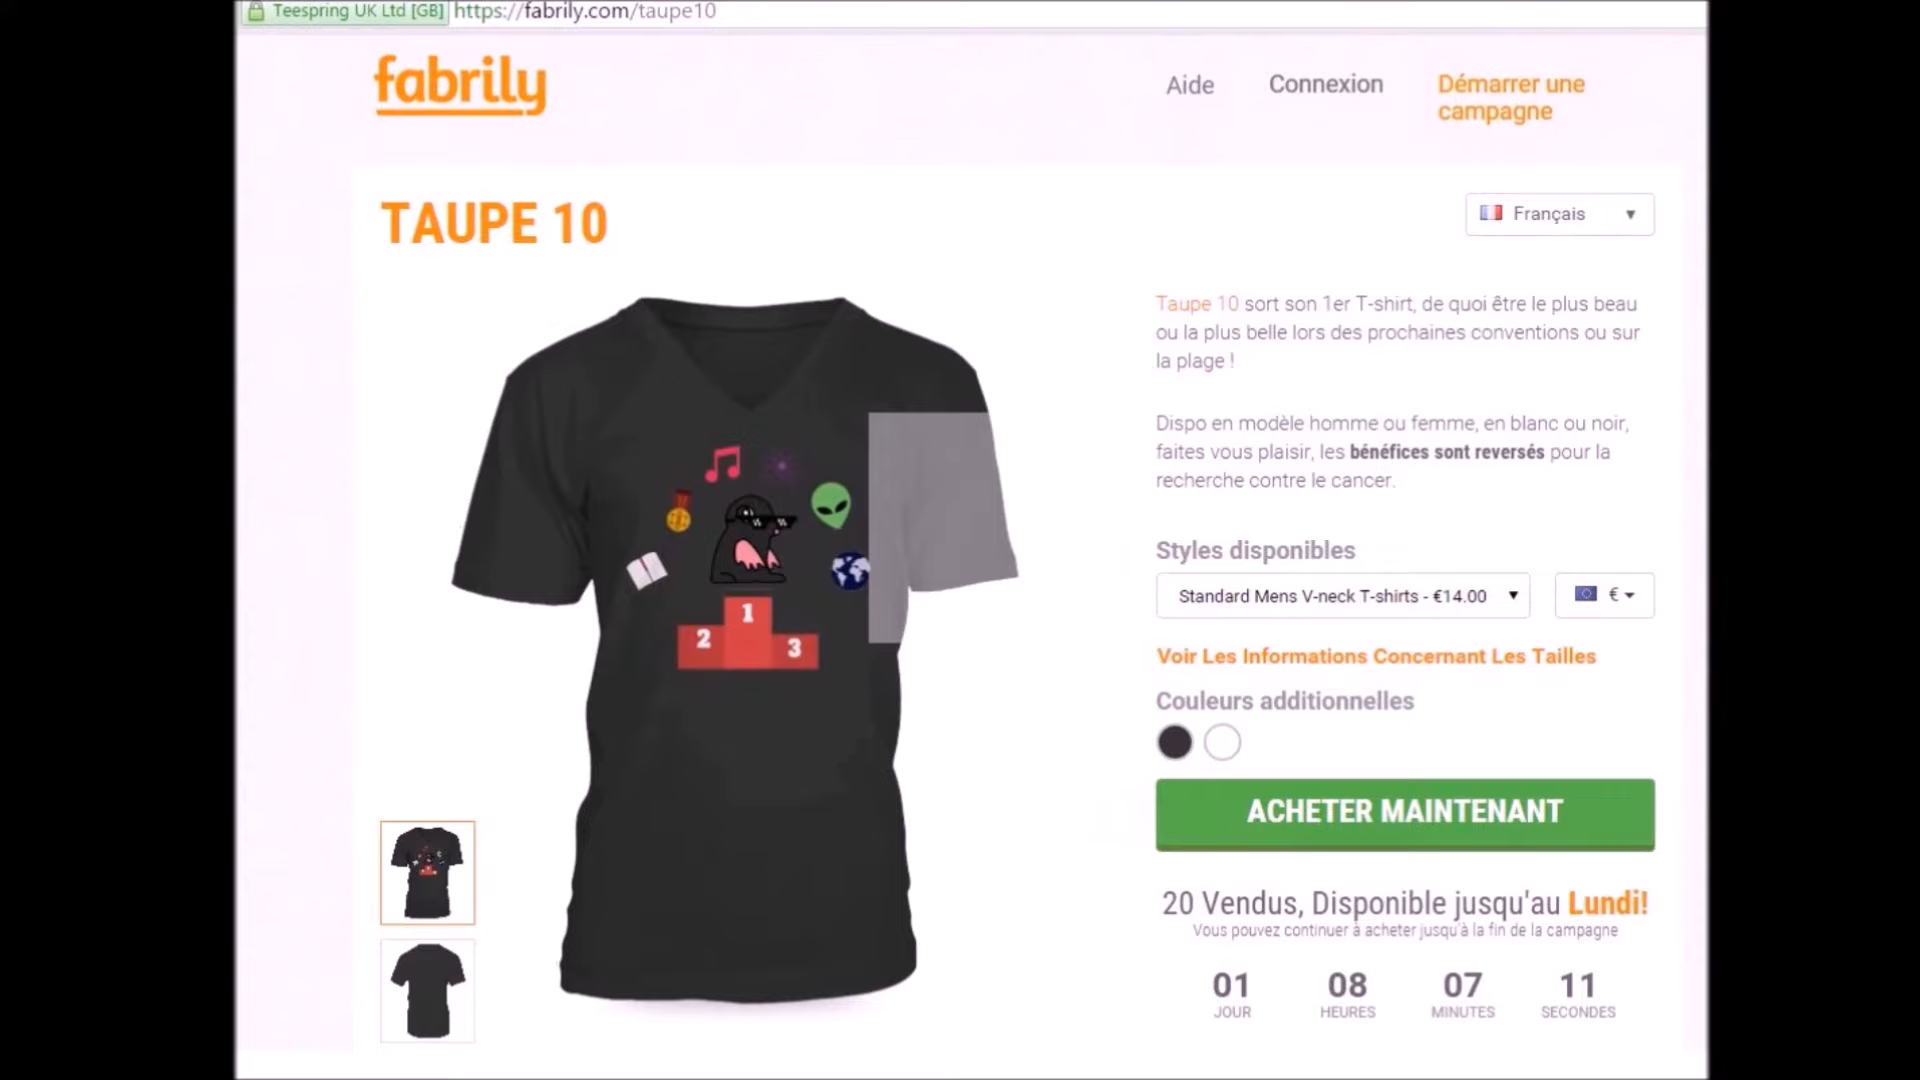 Teespring UK Ltd [GB] https://fabrily.com/taupe10
fabrily
Aide
Connexion
Démarrer une
campagne
TAUPE 10
Français
Taupe 10 sort son 1er T-shirt, de quoi être le plus beau
ou la plus belle lors des prochaines conventions ou sur
la plage !
Dispo en modèle homme ou femme, en blanc ou noir,
faites vous plaisir, les bénéfices sont reversés pour la
recherche contre le cancer.
Styles disponibles
Standard Mens V-neck T-shirts - €14.00
€
Voir Les Informations Concernant Les Tailles
Couleurs additionnelles
1
2
3
ACHETER MAINTENANT
20 Vendus, Disponible jusqu'au Lundi!
Vous pouvez continuer à acheter jusqu'à la fin de la campagne
01 08 07 11
JOUR HEURES MINUTES SECONDES